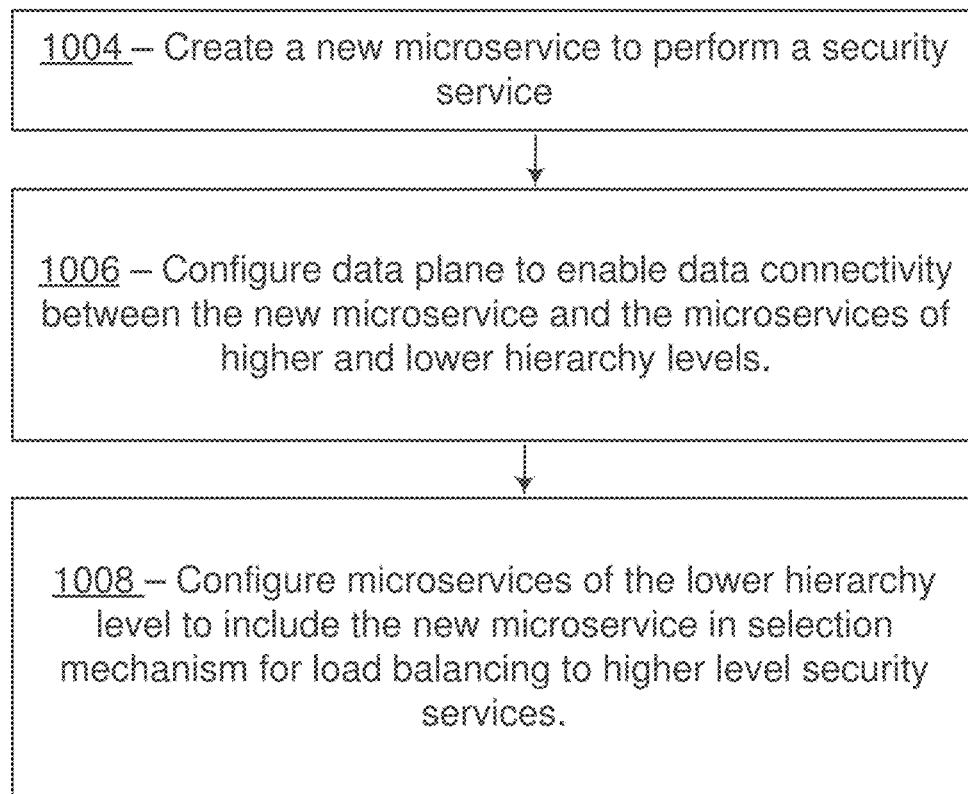 1004 – Create a new microservice to perform a security
service
1006 – Configure data plane to enable data connectivity
between the new microservice and the microservices of
higher and lower hierarchy levels.
1008 – Configure microservices of the lower hierarchy
level to include the new microservice in selection
mechanism for load balancing to higher level security
services.